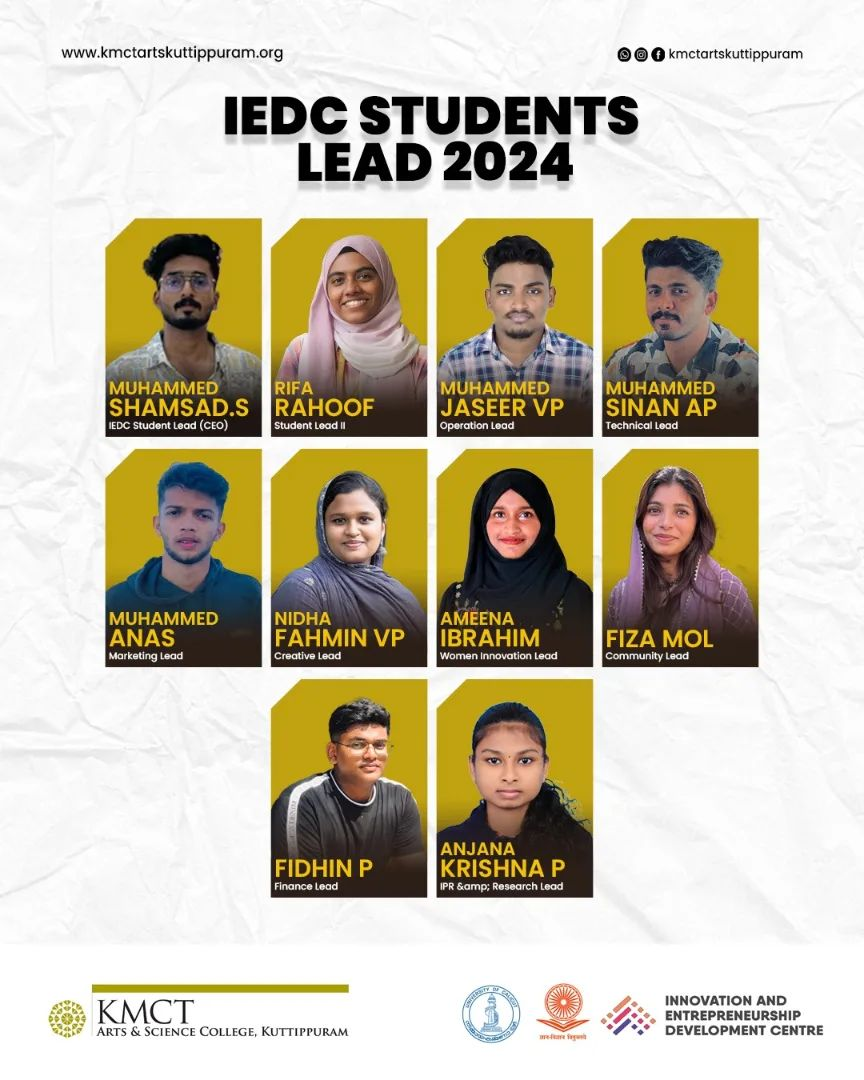 www.kmctartskuttippuram.org
kmctartskuttippuram
IEDC STUDENTS
LEAD 2024
MUHAMMED
SHAMSAD.S
IEDC Student Lead (CEO)
RIFA
RAHOOF
Student Lead II
MUHAMMED
JASEER VP
Operation Lead
MUHAMMED
SINAN AP
Technical Lead
MUHAMMED
ANAS
Marketing Lead
NIDHA
FAHMIN VP
Creative Lead
AMEENA
IBRAHIM
Women Innovation Lead
FIZA MOL
Community Lead
FIDHIN P
Finance Lead
ANJANA
KRISHNA P
IPR &amp; Research Lead
KMCT
ARTS & SCIENCE COLLEGE, KUTTIPPURAM
UNIVERSITY OF CALICUT
ज्ञान-विज्ञान विमुक्तये
INNOVATION AND
ENTREPRENEURSHIP
DEVELOPMENT CENTRE